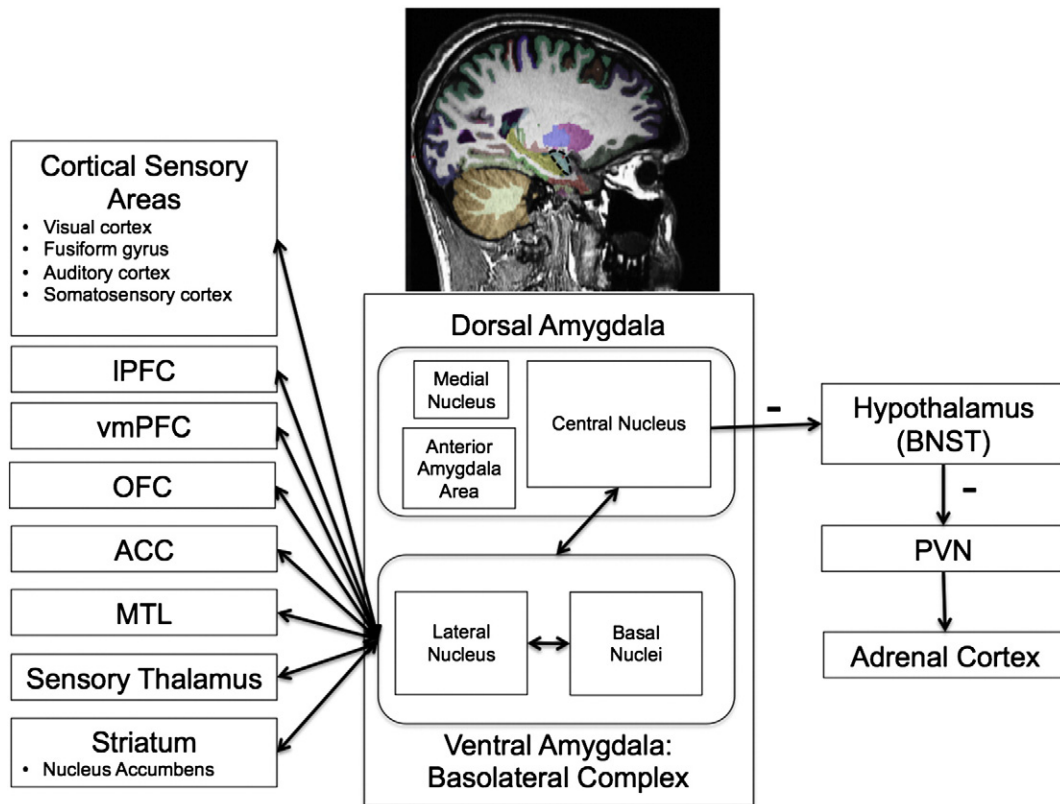 Cortical Sensory
Areas
• Visual cortex
• Fusiform gyrus
• Auditory cortex
• Somatosensory cortex
lPFC
vmPFC
OFC
ACC
MTL
Sensory Thalamus
Striatum
• Nucleus Accumbens
Dorsal Amygdala
Medial
Nucleus
Anterior
Amygdala
Area
Central Nucleus
Lateral
Nucleus
Basal
Nuclei
Ventral Amygdala:
Basolateral Complex
-
Hypothalamus
(BNST)
-
PVN
Adrenal Cortex